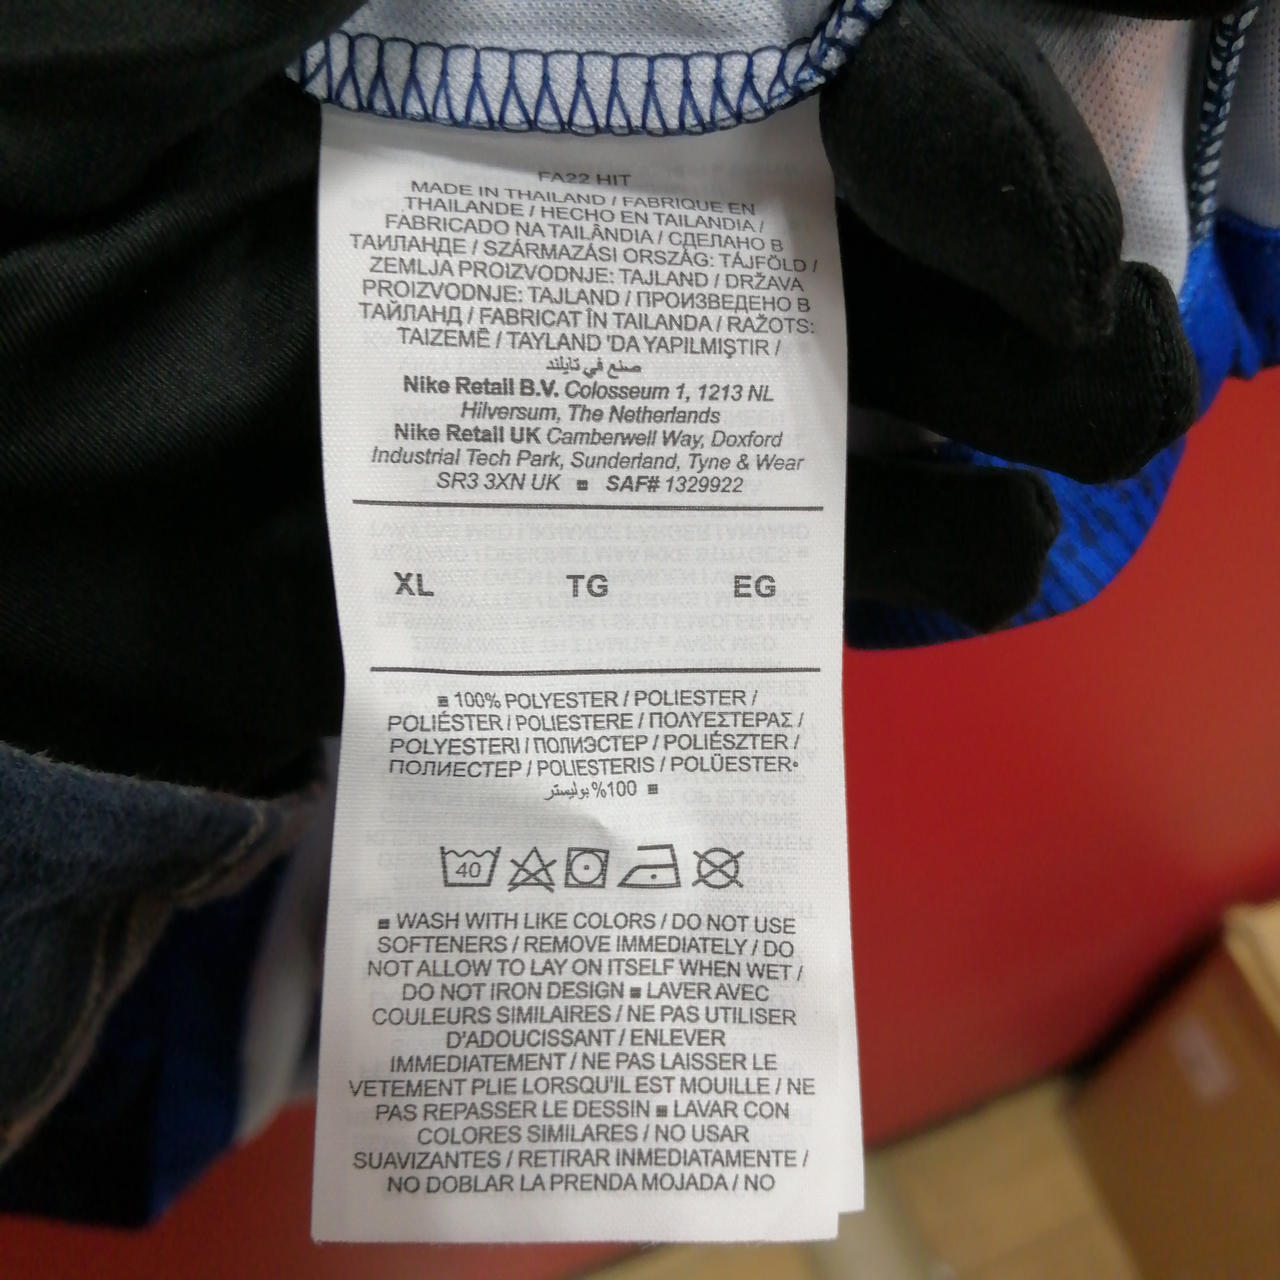 FA22 HIT
MADE IN THAILAND / FABRIQUE EN
THAILANDE / HECHO EN TAILANDIA /
FABRICADO NA TAILÂNDIA / СДЕЛАНО В
ТАИЛАНДЕ / SZÁRMAZÁSI ORSZÁG: TÁJFÖLD /
ZEMLJA PROIZVODNJE: TAJLAND / DRŽAVA
PROIZVODNJE: TAJLAND / ПРОИЗВЕДЕНО В
ТАЙЛАНД / FABRICAT ÎN TAILANDA / RAŽOTS:
TAIZEMĒ / TAYLAND 'DA YAPILMIŞTIR /
صنع في تايلند
Nike Retail B.V. Colosseum 1, 1213 NL
Hilversum, The Netherlands
Nike Retail UK Camberwell Way, Doxford
Industrial Tech Park, Sunderland, Tyne & Wear
SR3 3XN UK ■ SAF# 1329922
XL TG EG
■ 100% POLYESTER / POLIESTER /
POLIÉSTER / POLIESTERE / ΠΟΛΥΕΣΤΕΡΑΣ /
POLYESTERI / ПОЛИЭСТЕР / POLIÉSZTER /
ПОЛИЕСТЕР / POLIESTERIS / POLÜESTER•
100% بوليستر ■
40
■ WASH WITH LIKE COLORS / DO NOT USE
SOFTENERS / REMOVE IMMEDIATELY / DO
NOT ALLOW TO LAY ON ITSELF WHEN WET /
DO NOT IRON DESIGN ■ LAVER AVEC
COULEURS SIMILAIRES / NE PAS UTILISER
D'ADOUCISSANT / ENLEVER
IMMEDIATEMENT / NE PAS LAISSER LE
VETEMENT PLIE LORSQU'IL EST MOUILLE / NE
PAS REPASSER LE DESSIN ■ LAVAR CON
COLORES SIMILARES / NO USAR
SUAVIZANTES / RETIRAR INMEDIATAMENTE /
NO DOBLAR LA PRENDA MOJADA / NO